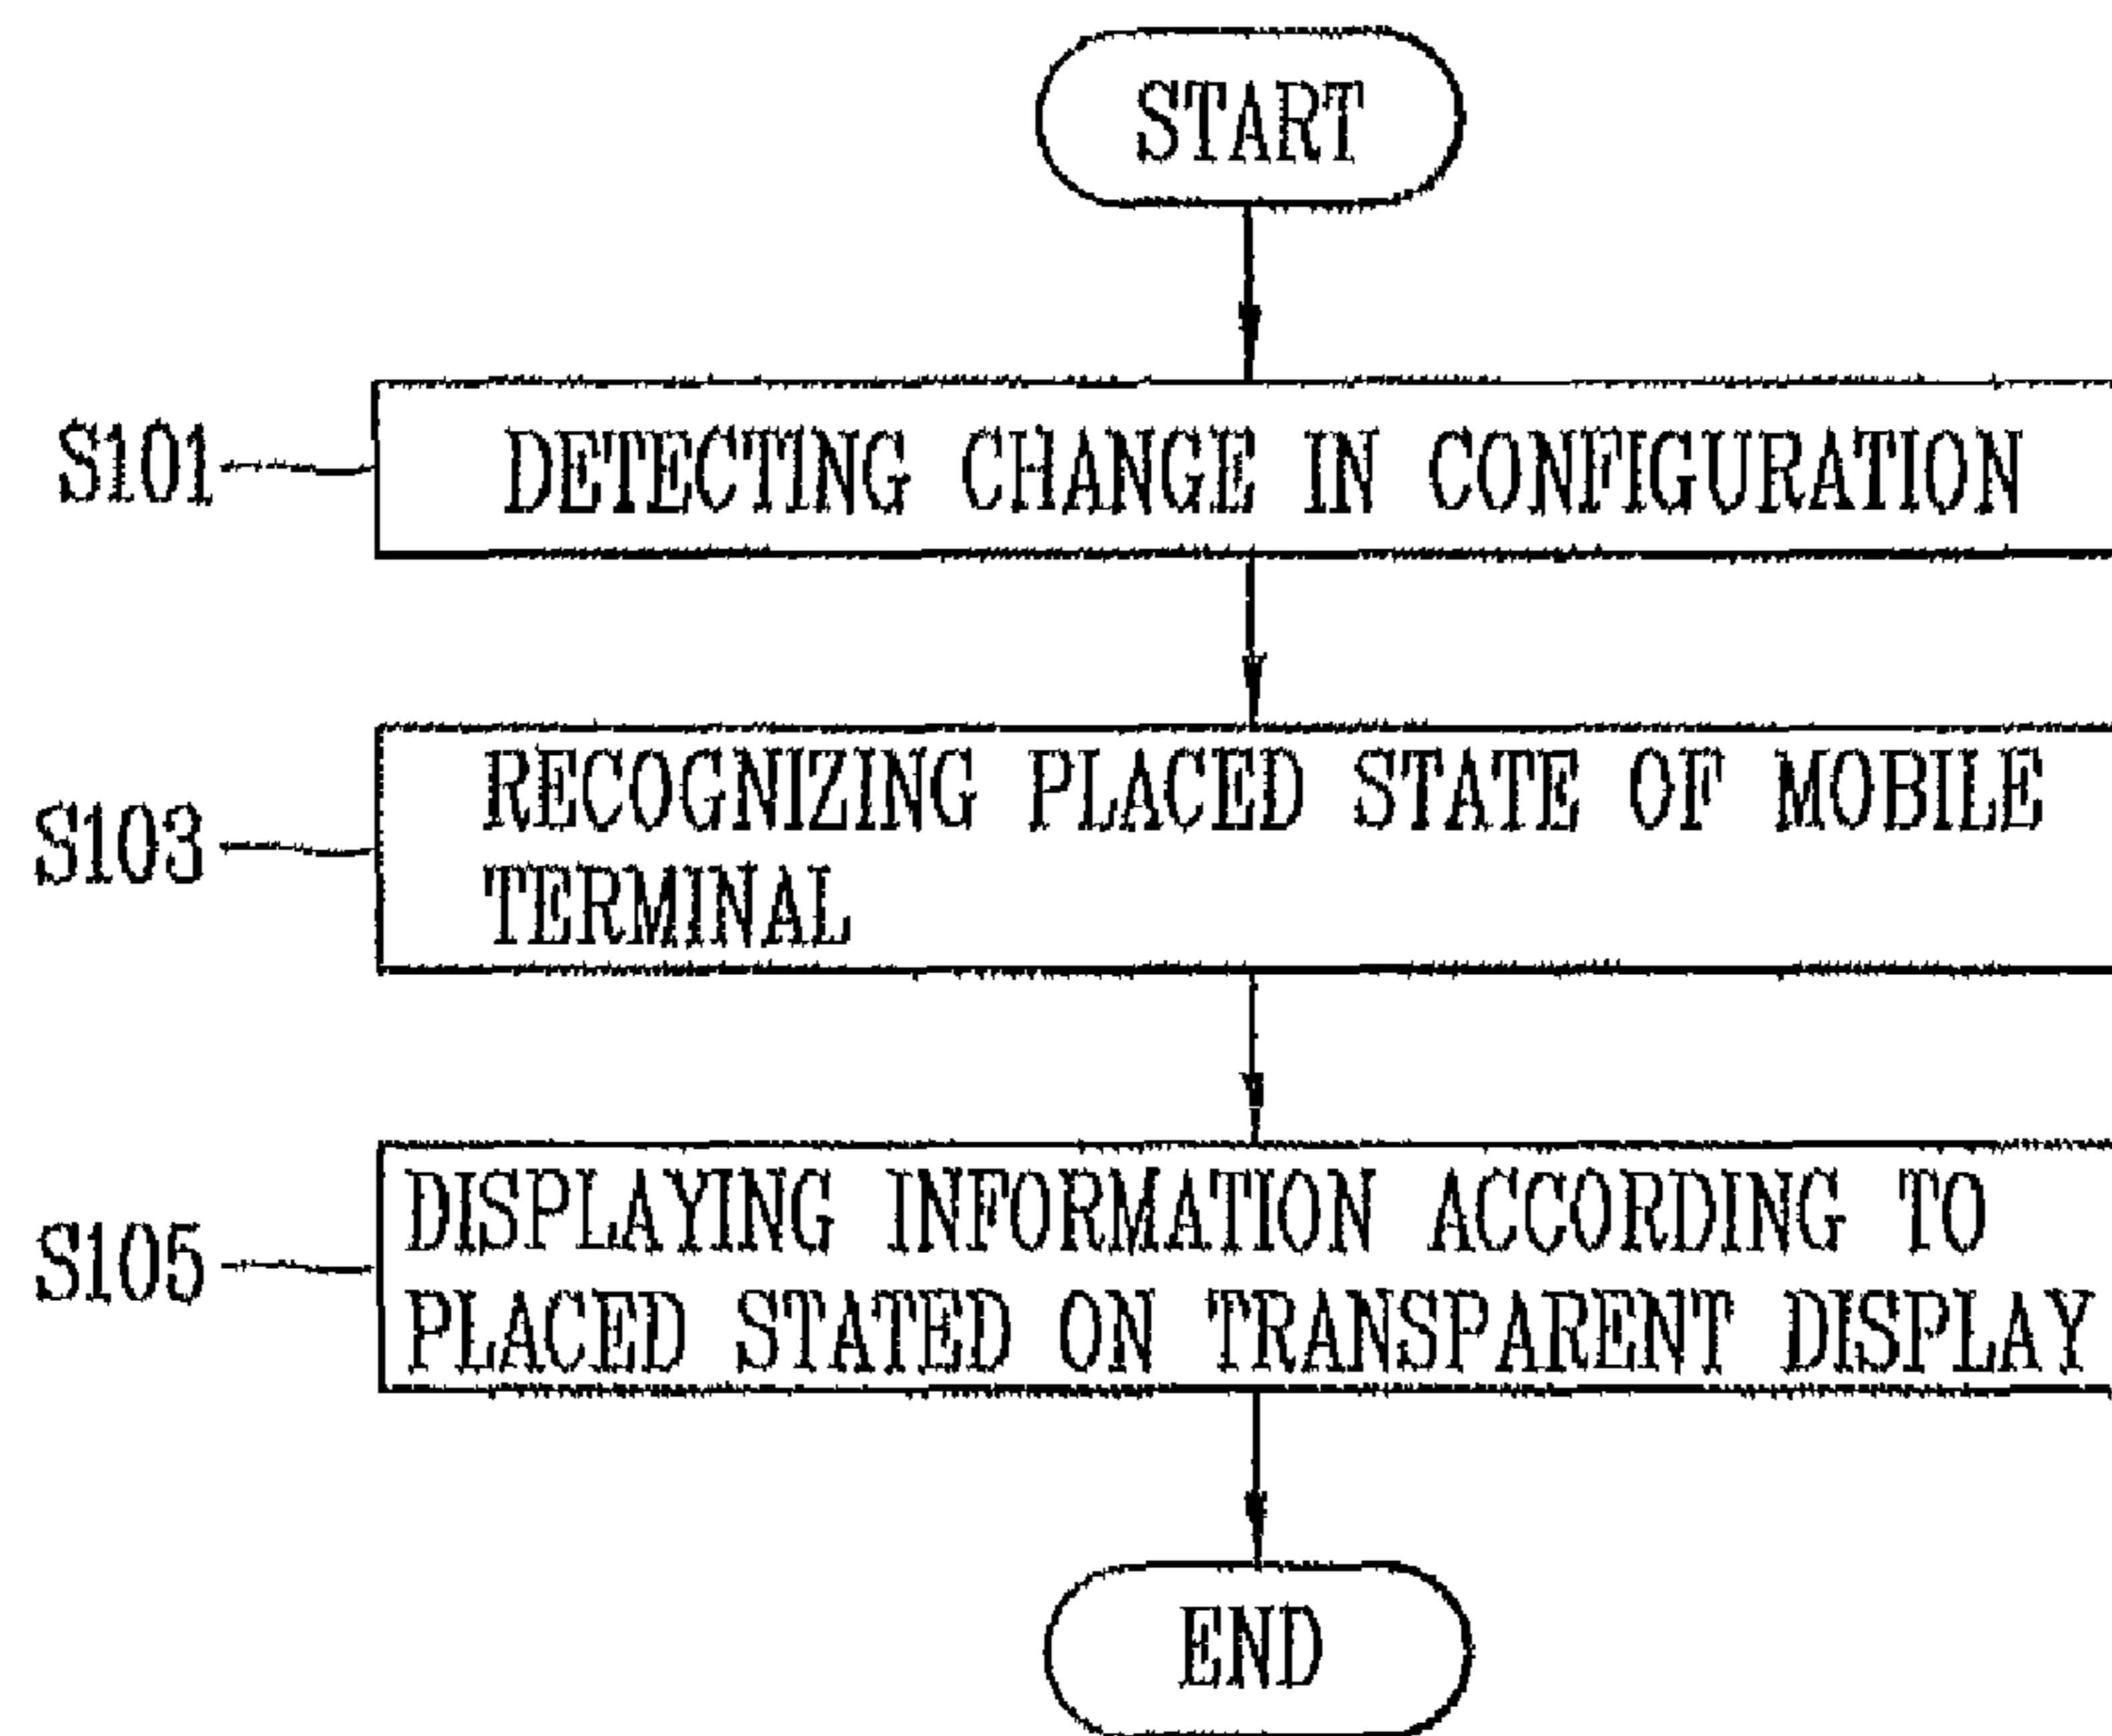 START
S101
DETECTING CHANGE IN CONFIGURATION
S103
RECOGNIZING PLACED STATE OF MOBILE
TERMINAL
S105
DISPLAYING INFORMATION ACCORDING TO
PLACED STATED ON TRANSPARENT DISPLAY
END